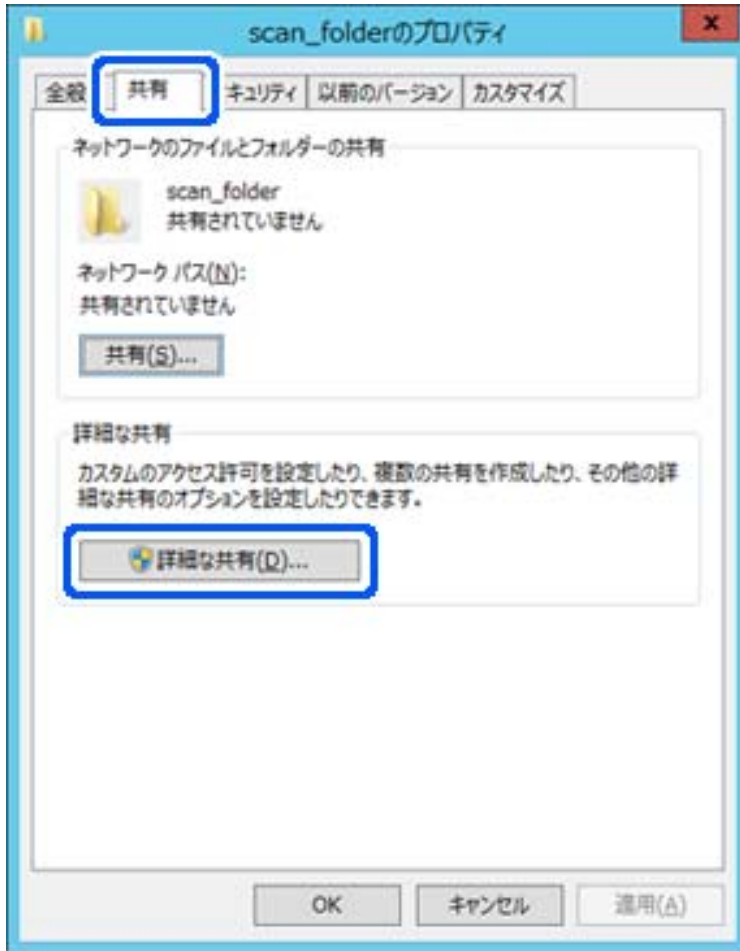 scan_folderのプロパティ
x
全般
共有
キュリティ
以前のバージョン
カスタマイズ
ネットワークのファイルとフォルダーの共有
scan_folder
共有されていません
ネットワーク パス(N):
共有されていません
共有(S)...
詳細な共有
カスタムのアクセス許可を設定したり、複数の共有を作成したり、その他の詳
細な共有のオプションを設定したりできます。
詳細な共有(D)...
OK
キャンセル
適用(A)